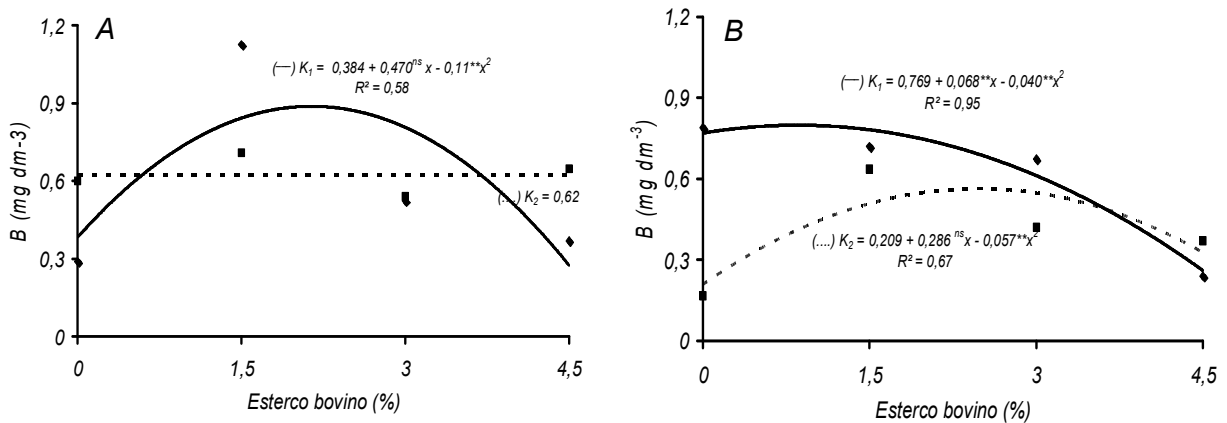 A
1,2
0,9
0,6
0,3
0
B (mg dm-3)
(—) K₁ = 0,384 + 0,470ⁿˢ x - 0,11**x²
R² = 0,58
(....) K₂ = 0,62
0 1,5 3 4,5
Esterco bovino (%)
B
1,2
0,9
0,6
0,3
0
B (mg dm⁻³)
(—) K₁ = 0,769 + 0,068**x - 0,040**x²
R² = 0,95
(....) K₂ = 0,209 + 0,286 ⁿˢ x - 0,057**x²
R² = 0,67
0 1,5 3 4,5
Esterco bovino (%)